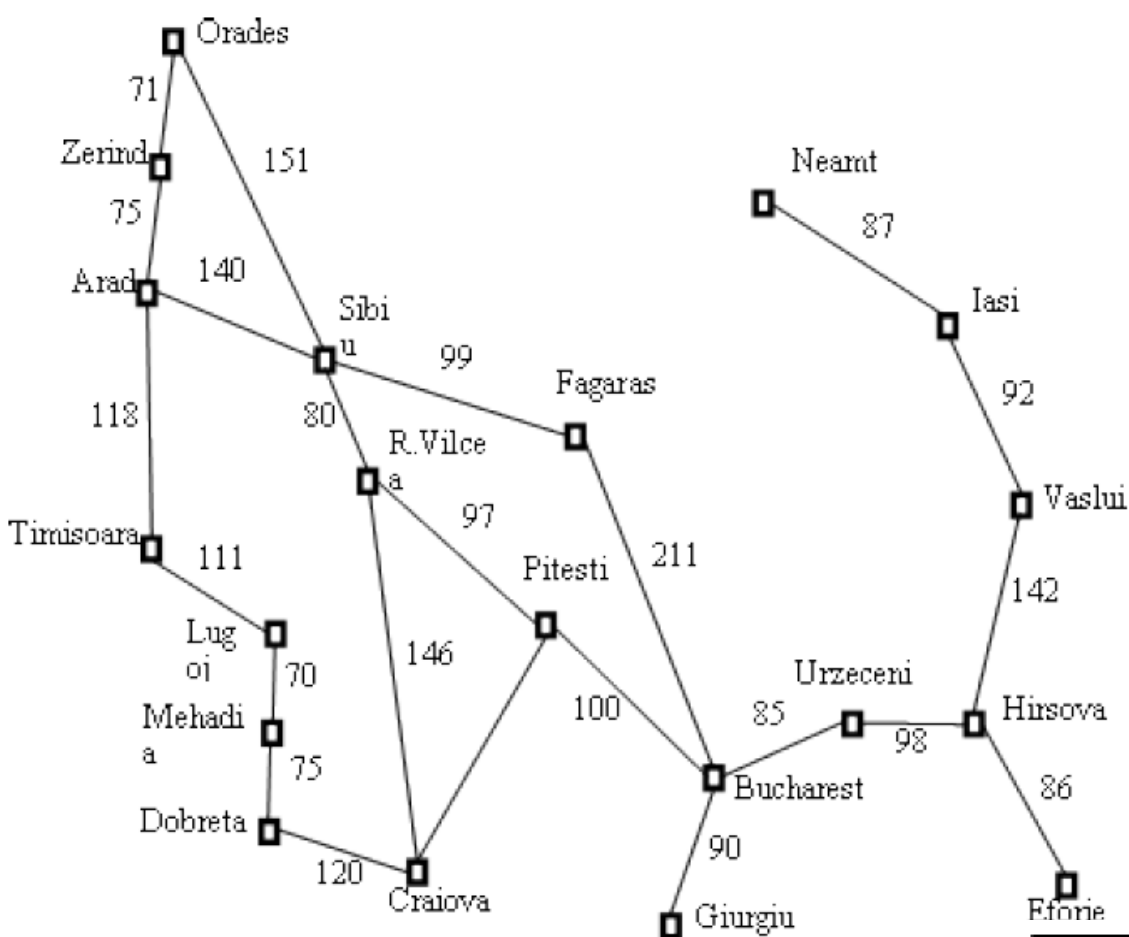 Orades
71
Zerind
151
Neamt
75
87
Arad
140
Sibi
u
Iasi
99
Fagaras
92
118
80
R.Vilce
a
Vaslui
97
Timisoara
111
Pitesti
211
142
Lug
oj
70
146
Urzeceni
Mehadi
a
100
85
98
Hirsova
75
Bucharest
86
Dobreta
120
90
Craiova
Giurgiu
Eforie